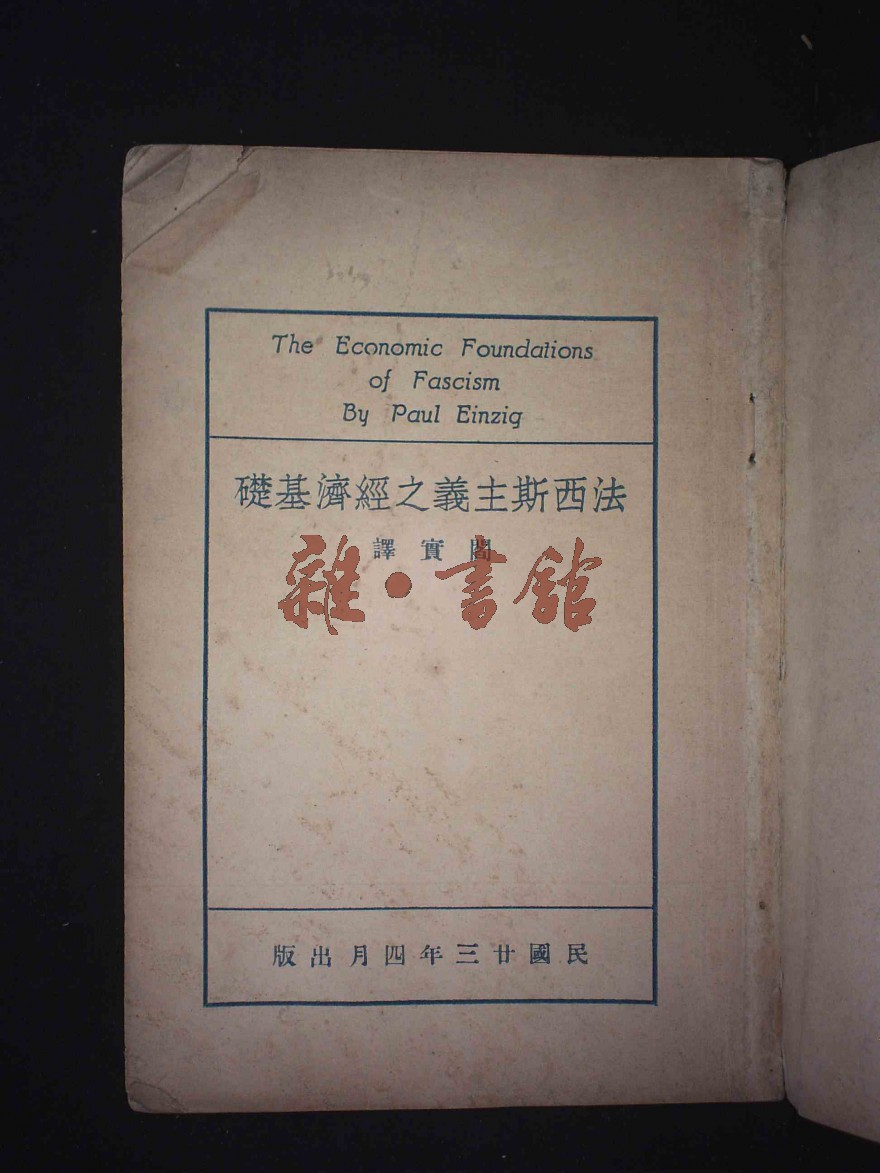 The Economic Foundations
of Fascism
By Paul Einzig
法西斯主義之經濟基礎
閻實譯
雜·書館
民國廿三年四月出版